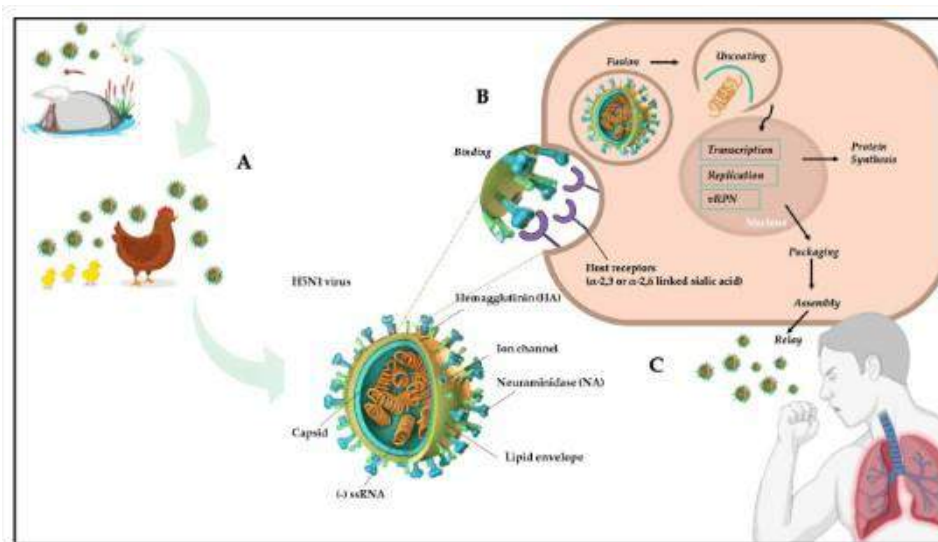 A
B
Fusion
Uncoating
Binding
Transcription
Replication
vRPN
Nucleus
Protein
Synthesis
Packaging
Assembly
Relay
Host receptors
(α-2,3 or α-2,6 linked sialic acid)
H5N1 virus
Hemagglutinin (HA)
Ion channel
Neuraminidase (NA)
Capsid
Lipid envelope
(-) ssRNA
C